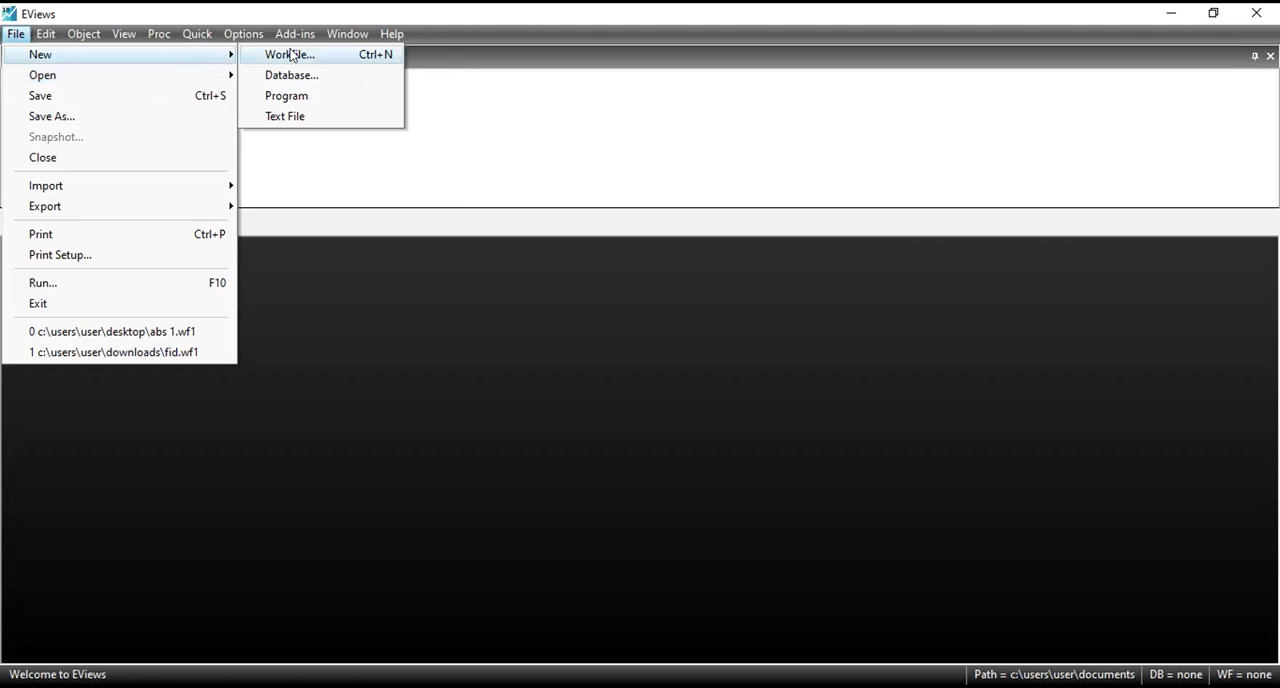 EViews
File Edit Object View Proc Quick Options Add-ins Window Help
New
Open
Save Ctrl+S
Save As...
Snapshot...
Close
Import
Export
Print Ctrl+P
Print Setup...
Run... F10
Exit
0 c:\users\user\desktop\abs 1.wf1
1 c:\users\user\downloads\fid.wf1
Workfile... Ctrl+N
Database...
Program
Text File
Welcome to EViews
Path = c:\users\user\documents DB = none WF = none